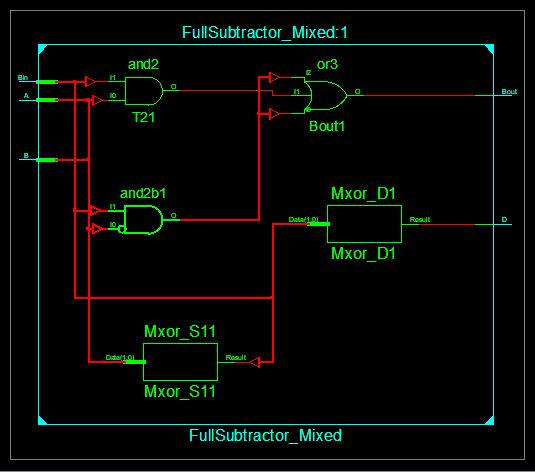 FullSubtractor_Mixed:1
and2
or3
Bin
I1
I2
O
I1
O
Bout
A
I0
I0
T21
Bout1
B
and2b1
Mxor_D1
I1
O
Data(1:0)
Result
D
I0
Mxor_D1
Mxor_S11
Data(1:0)
Result
Mxor_S11
FullSubtractor_Mixed